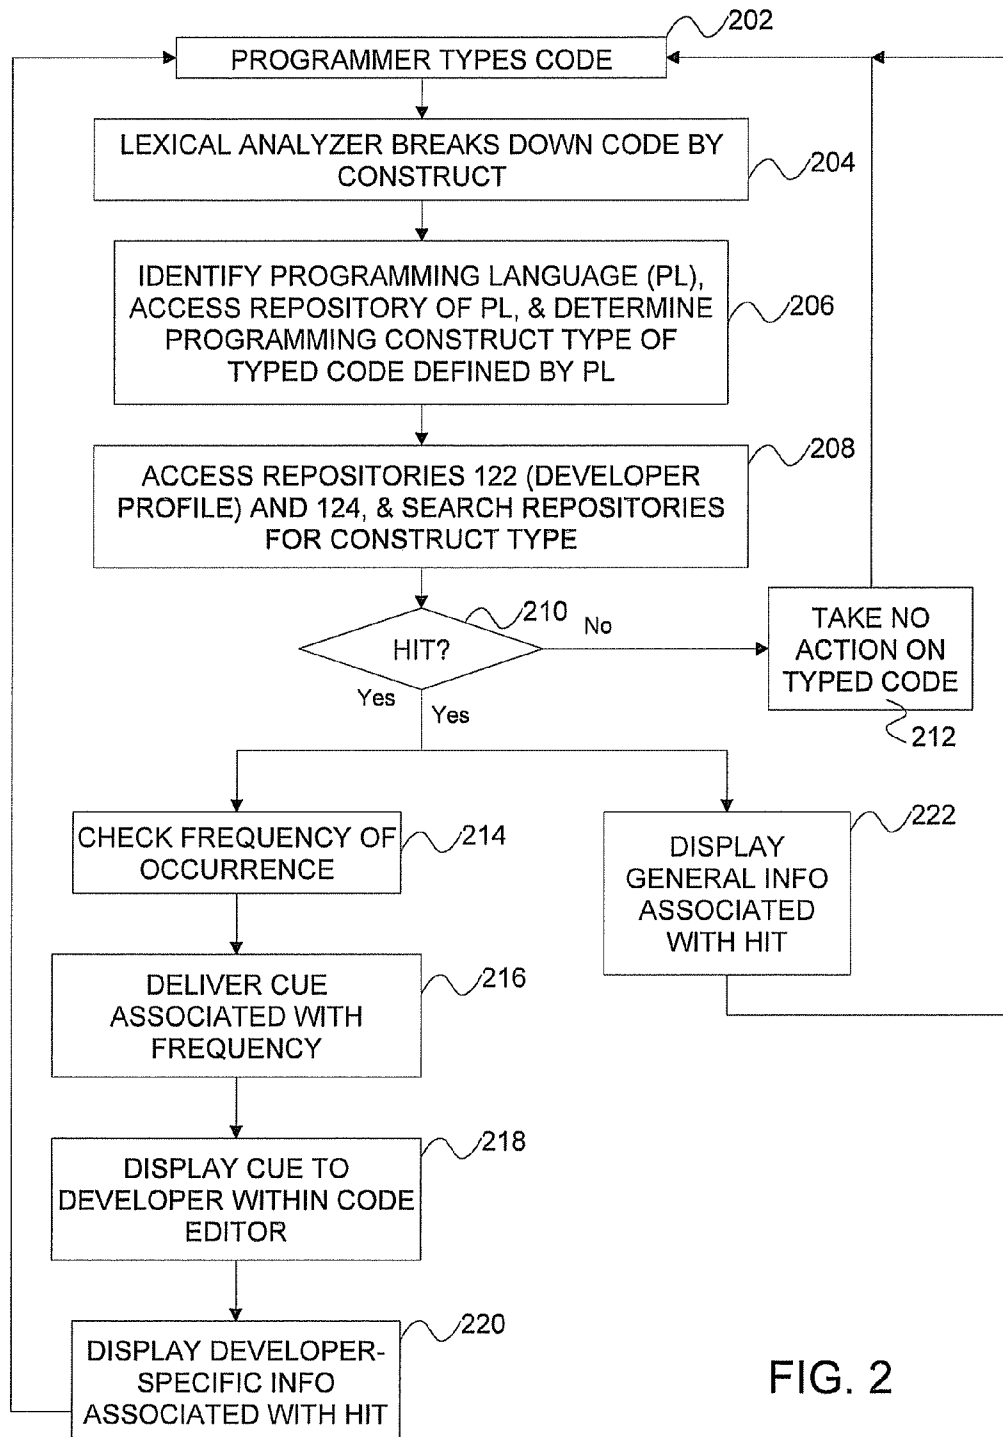 202
PROGRAMMER TYPES CODE
LEXICAL ANALYZER BREAKS DOWN CODE BY
CONSTRUCT
204
IDENTIFY PROGRAMMING LANGUAGE (PL),
ACCESS REPOSITORY OF PL, & DETERMINE
PROGRAMMING CONSTRUCT TYPE OF
TYPED CODE DEFINED BY PL
206
208
ACCESS REPOSITORIES 122 (DEVELOPER
PROFILE) AND 124, & SEARCH REPOSITORIES
FOR CONSTRUCT TYPE
210
HIT?
No
TAKE NO
ACTION ON
TYPED CODE
212
Yes
Yes
CHECK FREQUENCY OF
OCCURRENCE
214
222
DISPLAY
GENERAL INFO
ASSOCIATED
WITH HIT
DELIVER CUE
ASSOCIATED WITH
FREQUENCY
216
218
DISPLAY CUE TO
DEVELOPER WITHIN CODE
EDITOR
220
DISPLAY DEVELOPER-
SPECIFIC INFO
ASSOCIATED WITH HIT
FIG. 2